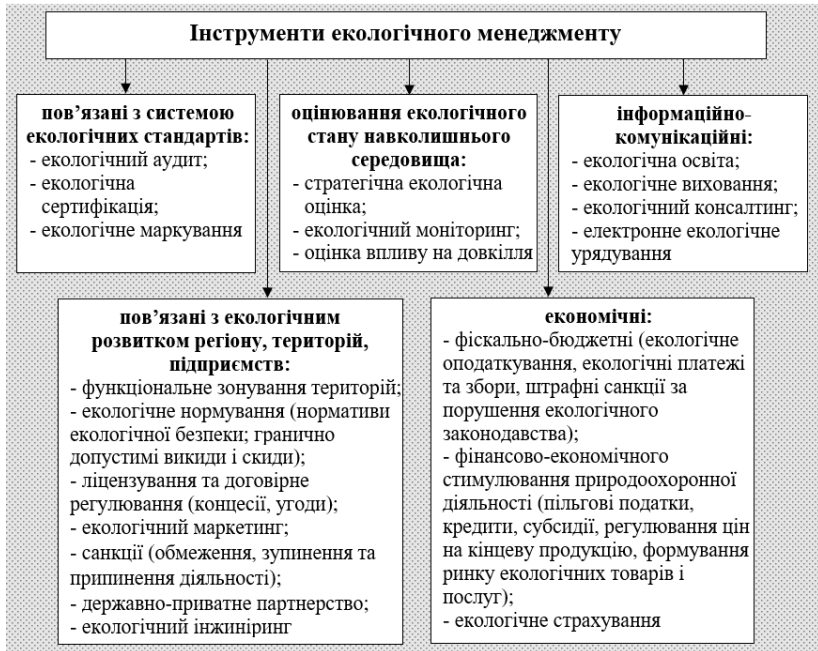 Інструменти екологічного менеджменту
пов’язані з системою
екологічних стандартів:
- екологічний аудит;
- екологічна
сертифікація;
- екологічне маркування
оцінювання екологічного
стану навколишнього
середовища:
- стратегічна екологічна
оцінка;
- екологічний моніторинг;
- оцінка впливу на довкілля
інформаційно-
комунікаційні:
- екологічна освіта;
- екологічне виховання;
- екологічний консалтинг;
- електронне екологічне
урядування
пов’язані з екологічним
розвитком регіону, територій,
підприємств:
- функціональне зонування територій;
- екологічне нормування (нормативи
екологічної безпеки; гранично
допустимі викиди і скиди);
- ліцензування та договірне
регулювання (концесії, угоди);
- екологічний маркетинг;
- санкції (обмеження, зупинення та
припинення діяльності);
- державно-приватне партнерство;
- екологічний інжиніринг
економічні:
- фіскально-бюджетні (екологічне
оподаткування, екологічні платежі
та збори, штрафні санкції за
порушення екологічного
законодавства);
- фінансово-економічного
стимулювання природоохоронної
діяльності (пільгові податки,
кредити, субсидії, регулювання цін
на кінцеву продукцію, формування
ринку екологічних товарів і
послуг);
- екологічне страхування